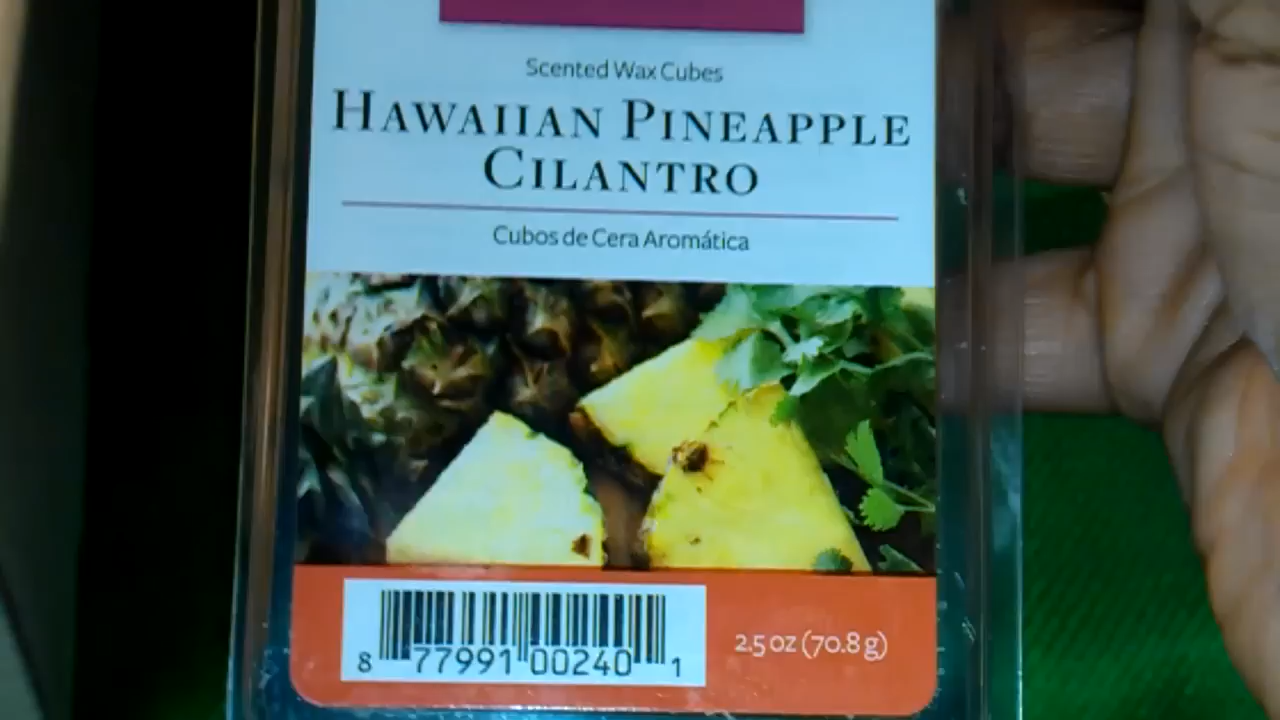 Scented Wax Cubes
HAWAIIAN PINEAPPLE
CILANTRO
Cubos de Cera Aromática
8 77991 00240 1
2.5 oz (70.8 g)